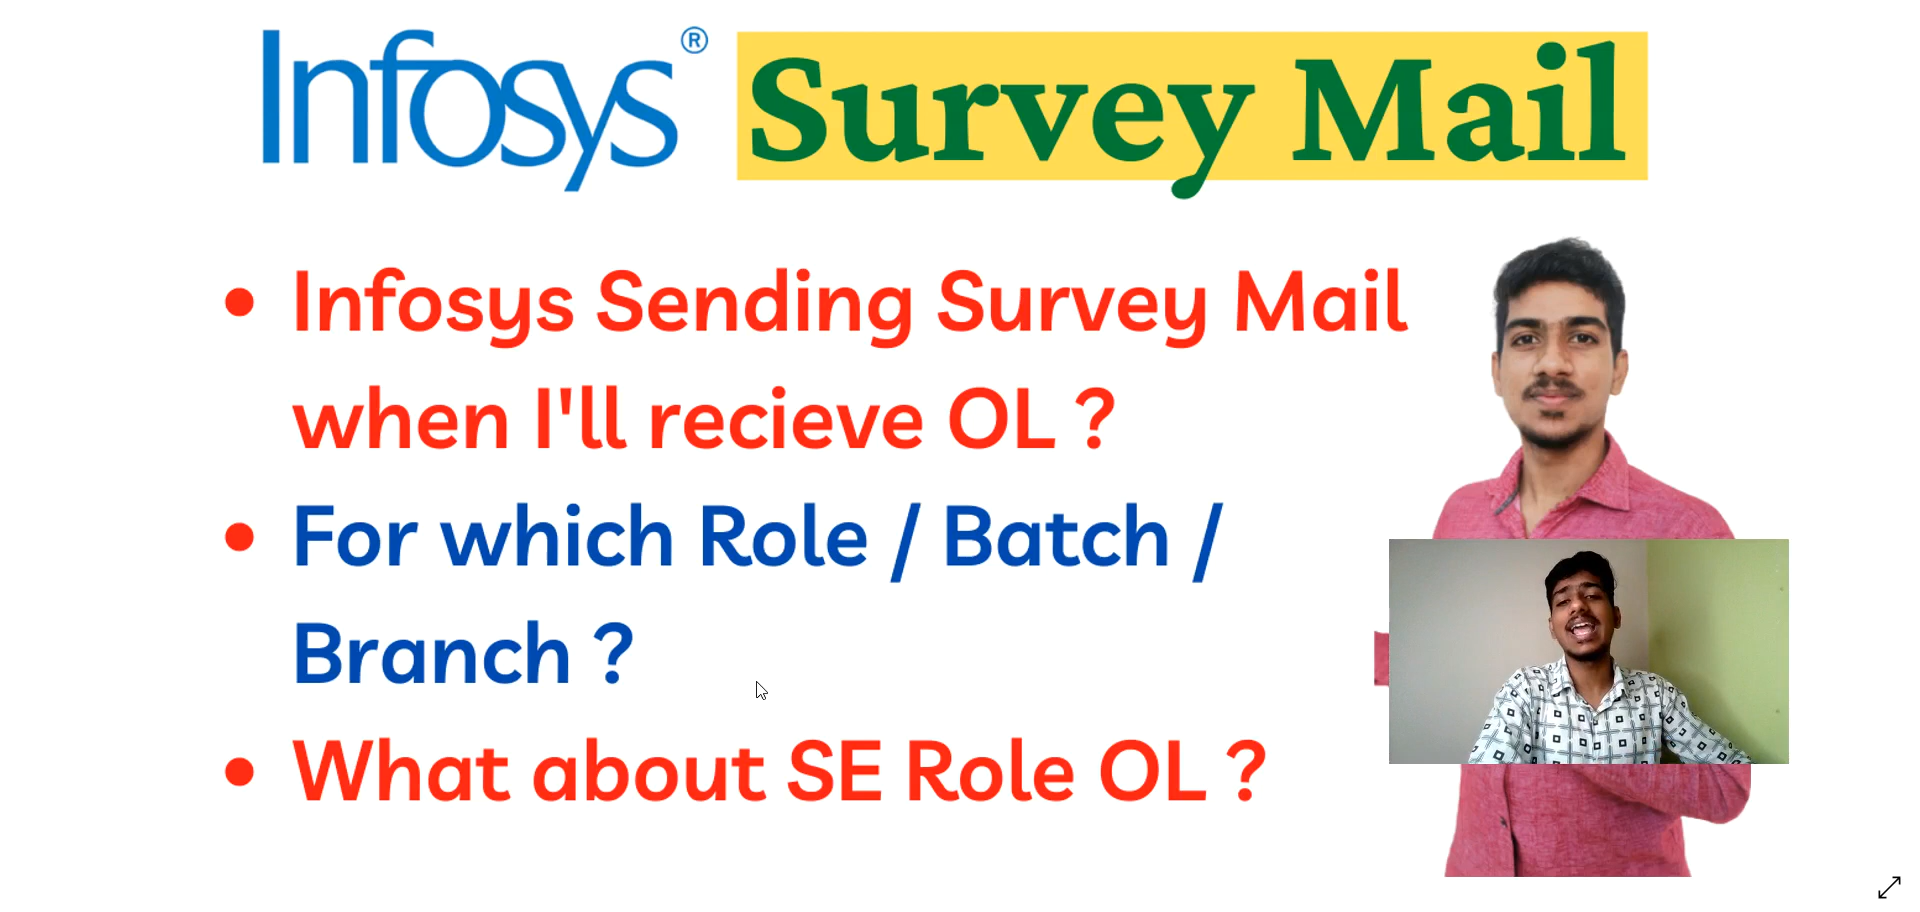 Infosys® Survey Mail
• Infosys Sending Survey Mail
when I'll recieve OL ?
• For which Role / Batch /
Branch ?
• What about SE Role OL ?